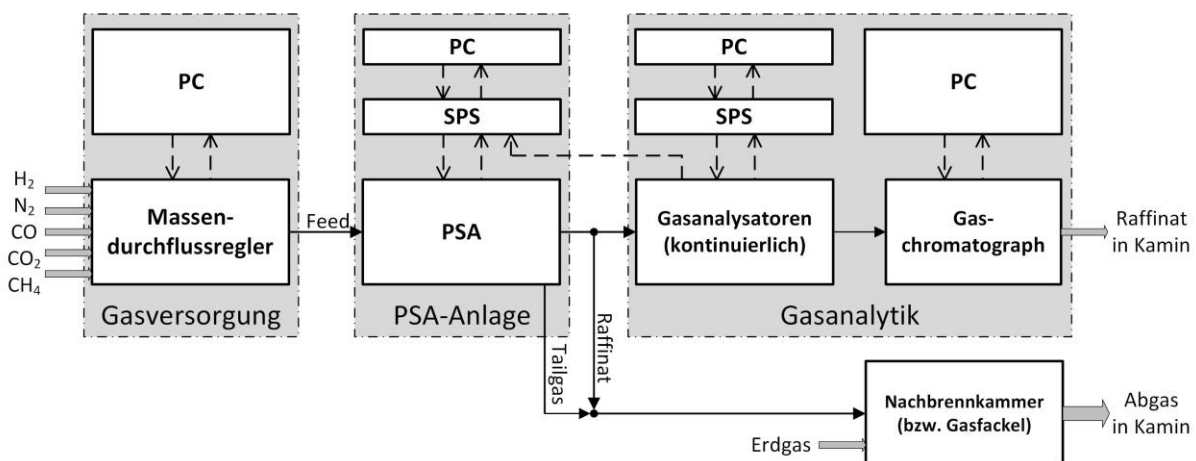 PC
PC
PC
PC
SPS
SPS
H₂
N₂
CO
CO₂
CH₄
Massen-
durchflussregler
Feed
PSA
Gasanalysatoren
(kontinuierlich)
Gas-
chromatograph
Raffinat
in Kamin
Gasversorgung
PSA-Anlage
Gasanalytik
Tailgas
Raffinat
Nachbrennkammer
(bzw. Gasfackel)
Erdgas
Abgas
in Kamin